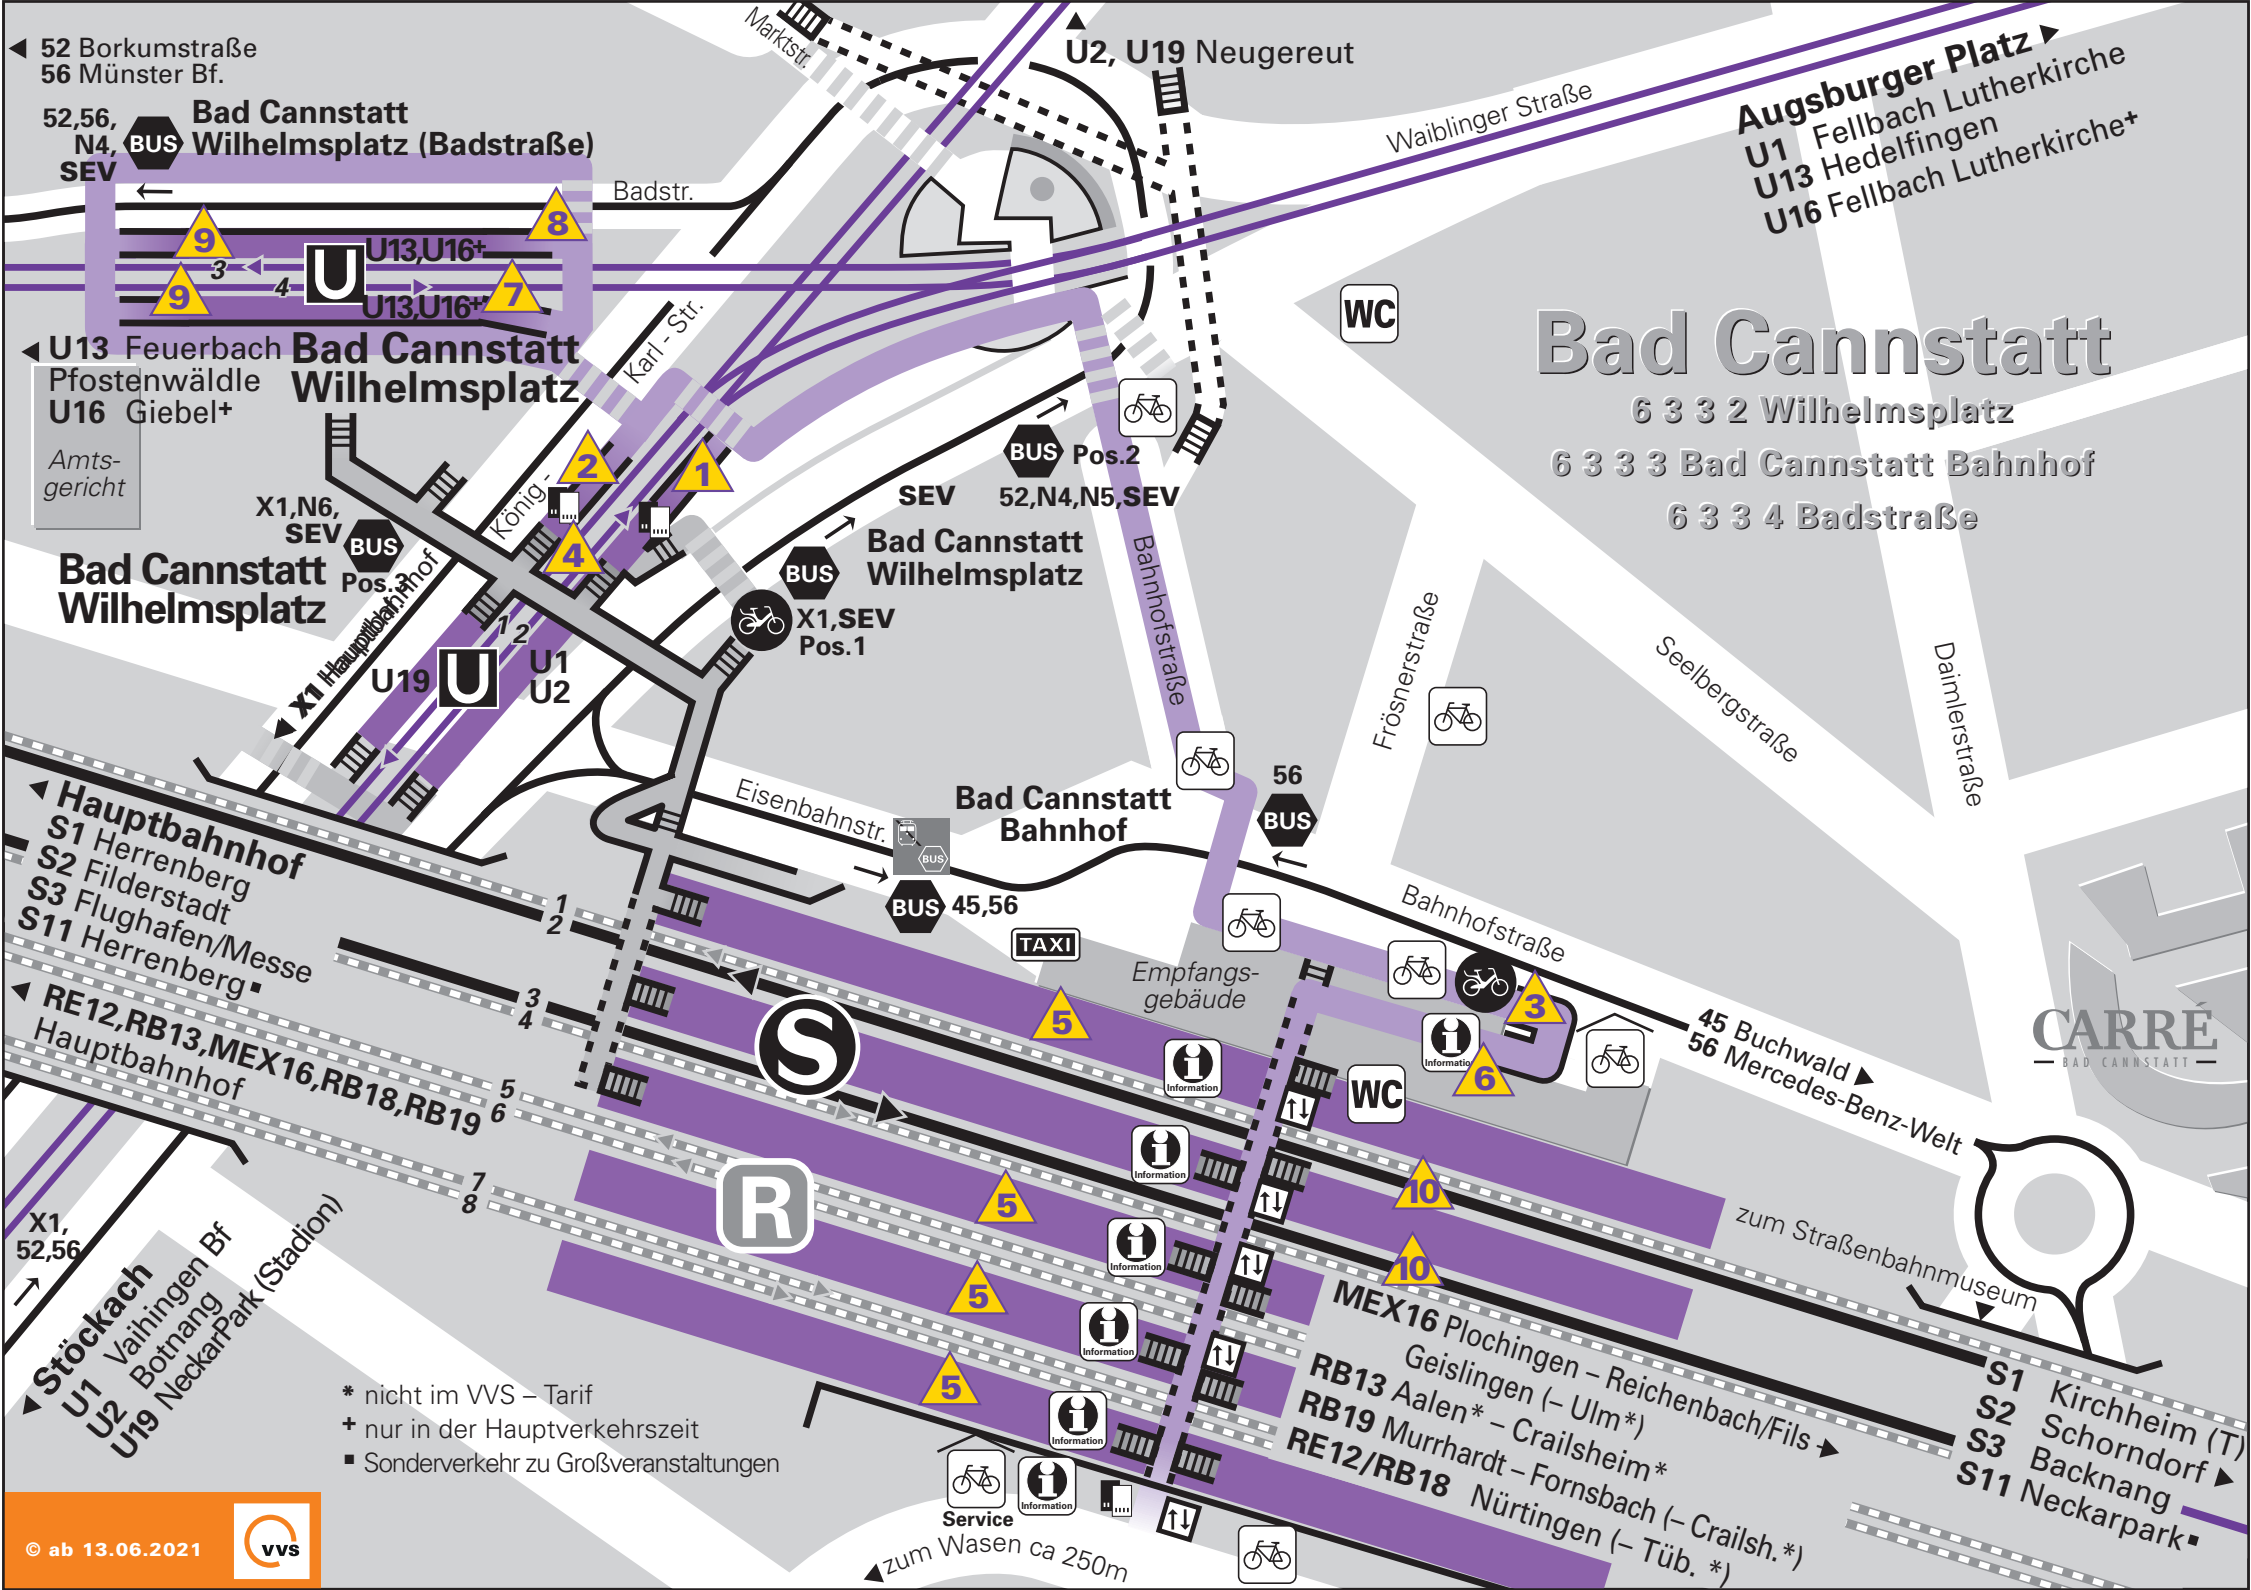 52 Borkumstraße
56 Münster Bf.
52,56,
N4,
SEV
BUS
Bad Cannstatt
Wilhelmsplatz (Badstraße)
Badstr.
Marktstr.
U2, U19 Neugereut
Waiblinger Straße
Augsburger Platz
U1 Fellbach Lutherkirche
U13 Hedelfingen
U16 Fellbach Lutherkirche+
9
8
U13,U16+
3
4
U
9
7
U13,U16+
U13 Feuerbach
Pfostenwäldle
U16 Giebel+
Bad Cannstatt
Wilhelmsplatz
Karl - Str.
König -
WC
Bad Cannstatt
6 3 3 2 Wilhelmsplatz
6 3 3 3 Bad Cannstatt Bahnhof
6 3 3 4 Badstraße
Amts-
gericht
2
1
4
X1,N6,
SEV
BUS
Pos.3
Bad Cannstatt
Wilhelmsplatz
X1 Hauptbahnhof
BUS
Pos.2
52,N4,N5,SEV
SEV
BUS
Bad Cannstatt
Wilhelmsplatz
X1,SEV
Pos.1
1 2
U19
U
U1
U2
Bahnhofstraße
Frösnerstraße
Seelbergstraße
Daimlerstraße
Eisenbahnstr.
BUS
Bad Cannstatt
Bahnhof
56
BUS
BUS
45,56
TAXI
Bahnhofstraße
Empfangs-
gebäude
Hauptbahnhof
S1 Herrenberg
S2 Filderstadt
S3 Flughafen/Messe
S11 Herrenberg ▪
RE12,RB13,MEX16,RB18,RB19
Hauptbahnhof
1
2
3
4
5
6
7
8
S
R
5
5
5
5
3
6
10
10
Information
Information
Information
Information
Information
Information
Information
WC
45 Buchwald
56 Mercedes-Benz-Welt
CARRÉ
BAD CANNSTATT
zum Straßenbahnmuseum
X1,
52,56
Stöckach
U1 Vaihingen Bf
U2 Botnang
U19 NeckarPark (Stadion)
MEX16 Plochingen – Reichenbach/Fils
Geislingen (– Ulm*)
RB13 Aalen* – Crailsheim*
RB19 Murrhardt – Fornsbach (– Crailsh.*)
RE12/RB18 Nürtingen (– Tüb. *)
S1 Kirchheim (T)
S2 Schorndorf
S3 Backnang
S11 Neckarpark ▪
* nicht im VVS – Tarif
+ nur in der Hauptverkehrszeit
▪ Sonderverkehr zu Großveranstaltungen
Service
zum Wasen ca 250m
© ab 13.06.2021
vvs